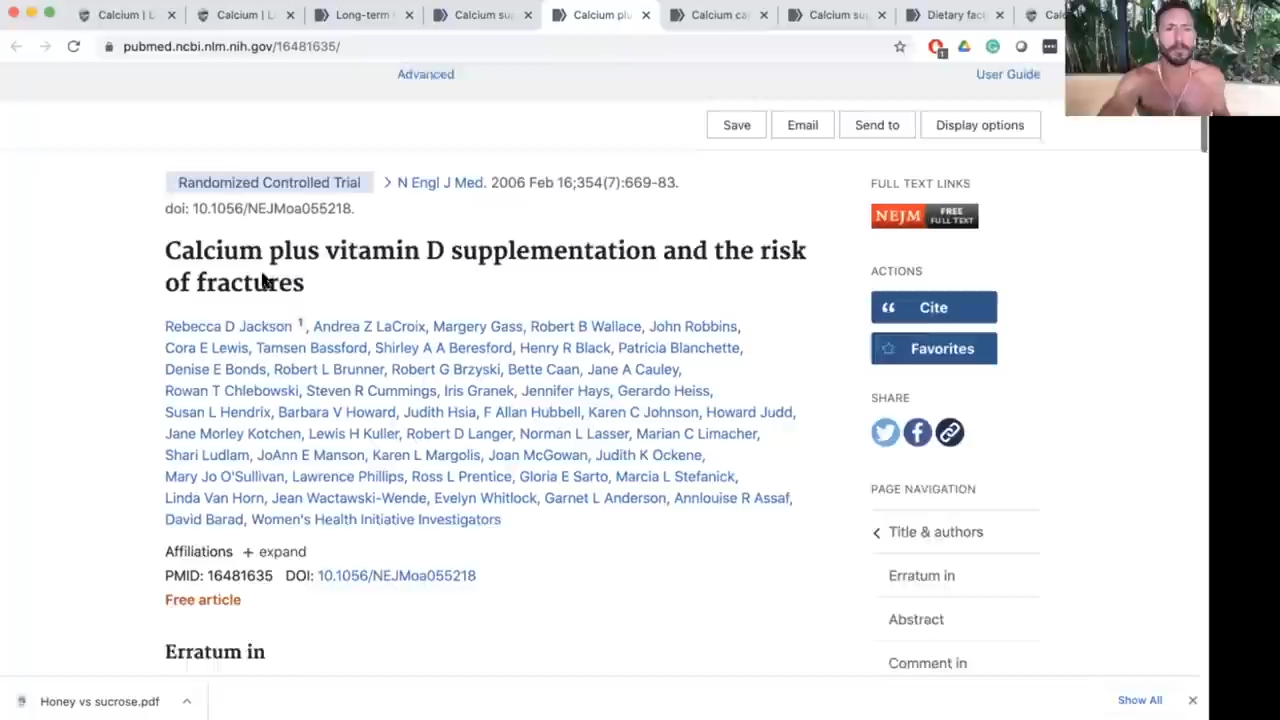 Calcium | L
Calcium | L
Long-term
Calcium su
Calcium plu
Calcium ca
Calcium su
Dietary fac
Calc
pubmed.ncbi.nlm.nih.gov/16481635/
1
Advanced
User Guide
Save
Email
Send to
Display options
Randomized Controlled Trial > N Engl J Med. 2006 Feb 16;354(7):669-83.
doi: 10.1056/NEJMoa055218.
Calcium plus vitamin D supplementation and the risk
of fractures
Rebecca D Jackson 1, Andrea Z LaCroix, Margery Gass, Robert B Wallace, John Robbins,
Cora E Lewis, Tamsen Bassford, Shirley A A Beresford, Henry R Black, Patricia Blanchette,
Denise E Bonds, Robert L Brunner, Robert G Brzyski, Bette Caan, Jane A Cauley,
Rowan T Chlebowski, Steven R Cummings, Iris Granek, Jennifer Hays, Gerardo Heiss,
Susan L Hendrix, Barbara V Howard, Judith Hsia, F Allan Hubbell, Karen C Johnson, Howard Judd,
Jane Morley Kotchen, Lewis H Kuller, Robert D Langer, Norman L Lasser, Marian C Limacher,
Shari Ludlam, JoAnn E Manson, Karen L Margolis, Joan McGowan, Judith K Ockene,
Mary Jo O'Sullivan, Lawrence Phillips, Ross L Prentice, Gloria E Sarto, Marcia L Stefanick,
Linda Van Horn, Jean Wactawski-Wende, Evelyn Whitlock, Garnet L Anderson, Annlouise R Assaf,
David Barad, Women's Health Initiative Investigators
Affiliations + expand
PMID: 16481635 DOI: 10.1056/NEJMoa055218
Free article
Erratum in
FULL TEXT LINKS
NEJM FREE
FULL TEXT
ACTIONS
Cite
Favorites
SHARE
PAGE NAVIGATION
Title & authors
Erratum in
Abstract
Comment in
Honey vs sucrose.pdf
Show All